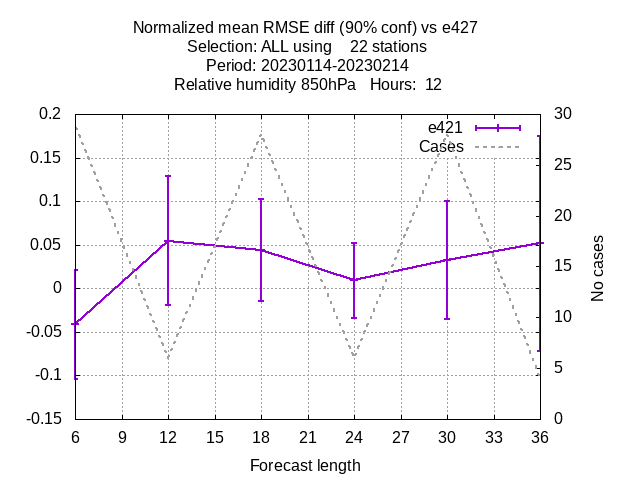 Normalized mean RMSE diff (90% conf) vs e427
Selection: ALL using    22 stations
Period: 20230114-20230214
Relative humidity 850hPa   Hours:  12
0.2
0.15
0.1
0.05
0
-0.05
-0.1
-0.15
30
25
20
15
10
5
0
e421
Cases
No cases
6 9 12 15 18 21 24 27 30 33 36
Forecast length